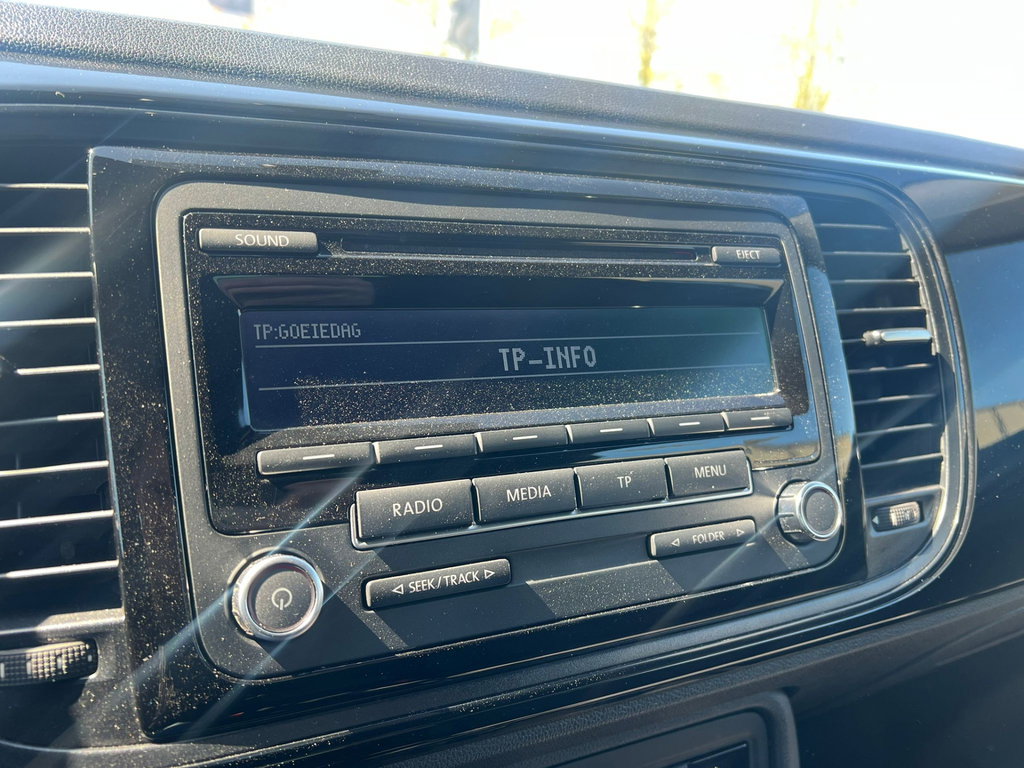 SOUND
EJECT
TP:GOEIEDAG
TP-INFO
RADIO
MEDIA
TP
MENU
◁ SEEK/TRACK ▷
◁ FOLDER ▷